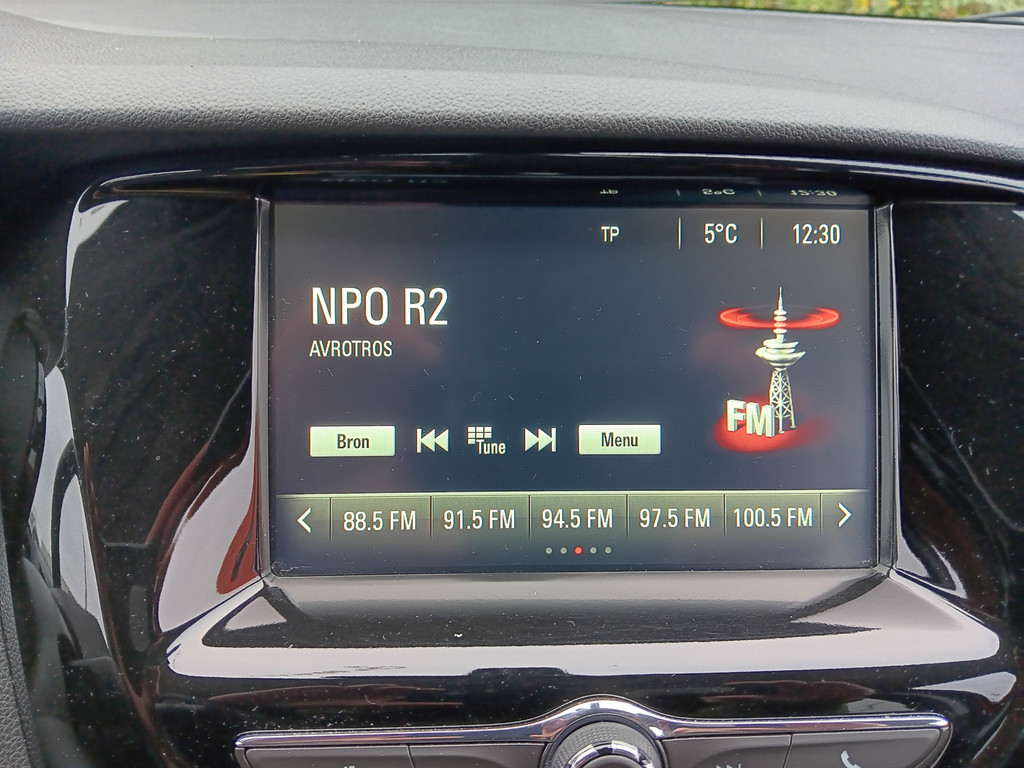 TP 5°C 12:30
NPO R2
AVROTROS
FM
Bron Tune Menu
88.5 FM 91.5 FM 94.5 FM 97.5 FM 100.5 FM